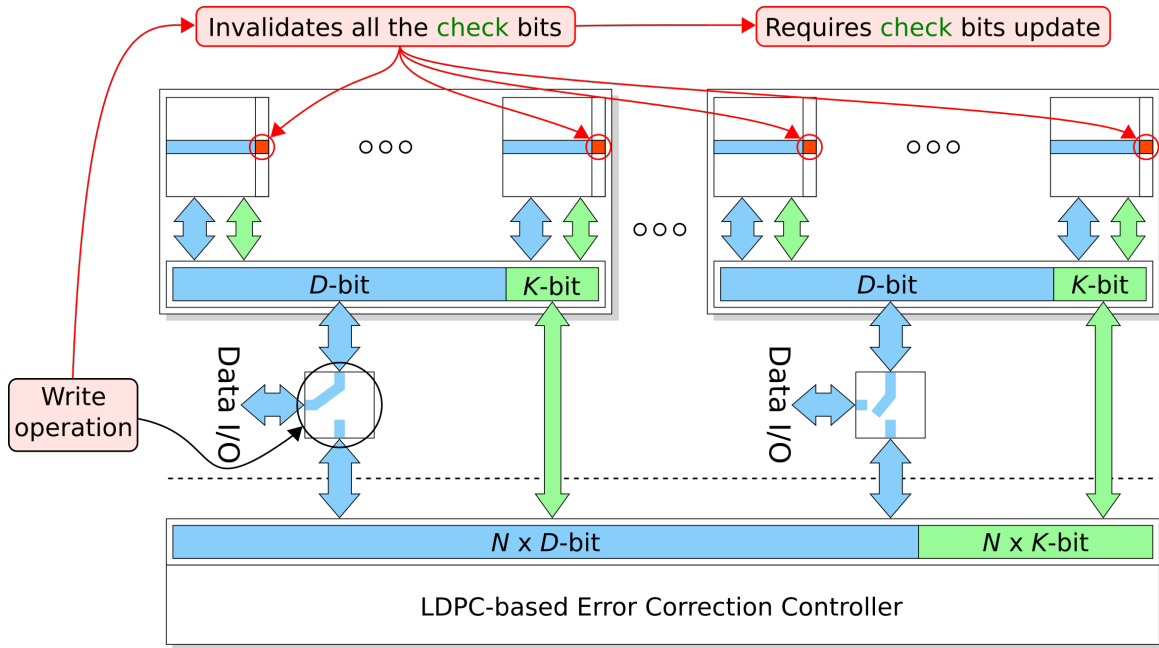 Invalidates all the check bits
Requires check bits update
D-bit
K-bit
D-bit
K-bit
Data I/O
Data I/O
Write
operation
N x D-bit
N x K-bit
LDPC-based Error Correction Controller